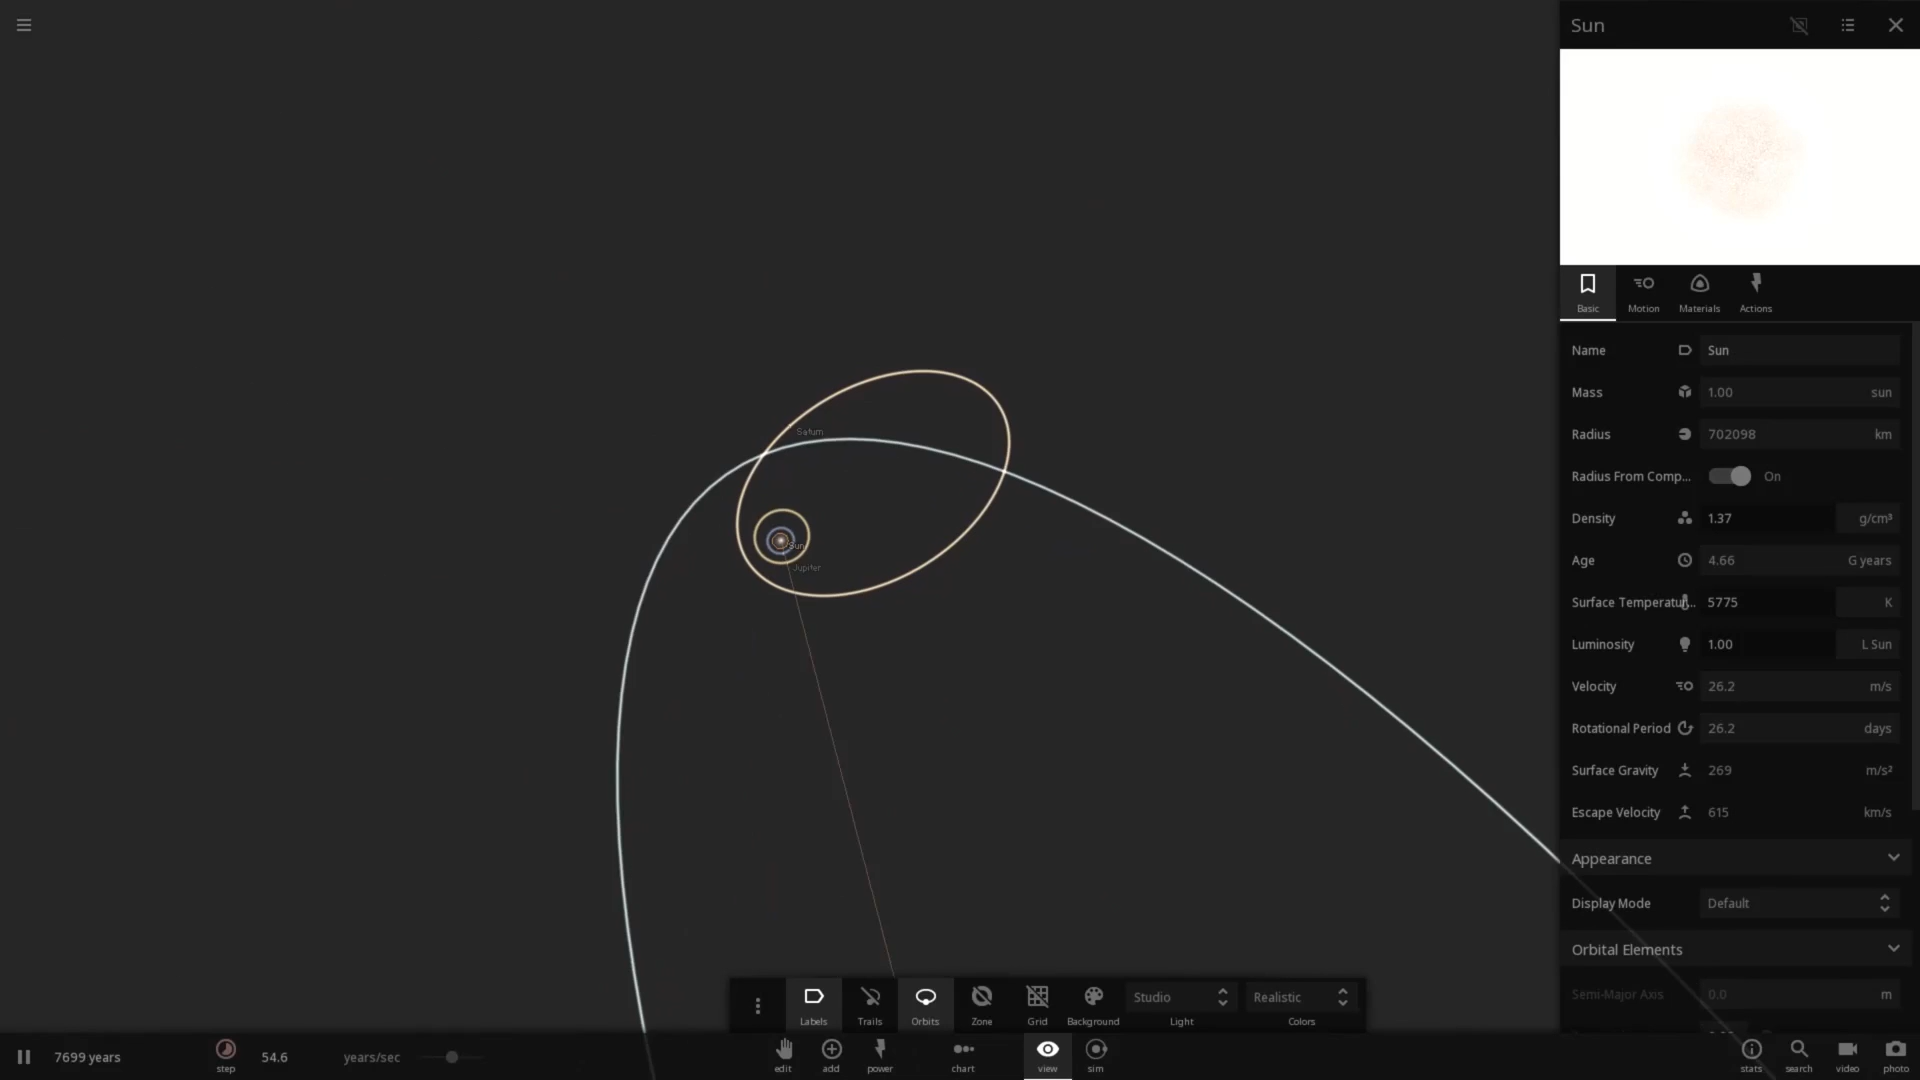 Sun
Saturn
Sun
Jupiter
Basic
Motion
Materials
Actions
Name Sun
Mass 1.00 sun
Radius 702098 km
Radius From Comp... On
Density 1.37 g/cm³
Age 4.66 G years
Surface Temperatur... 5775 K
Luminosity 1.00 L Sun
Velocity 26.2 m/s
Rotational Period 26.2 days
Surface Gravity 269 m/s²
Escape Velocity 615 km/s
Appearance
Display Mode Default
Orbital Elements
Semi-Major Axis 0.0 m
Labels
Trails
Orbits
Zone
Grid
Background
Studio
Light
Realistic
Colors
7699 years
step
54.6 years/sec
edit
add
power
chart
view
sim
stats
search
video
photo